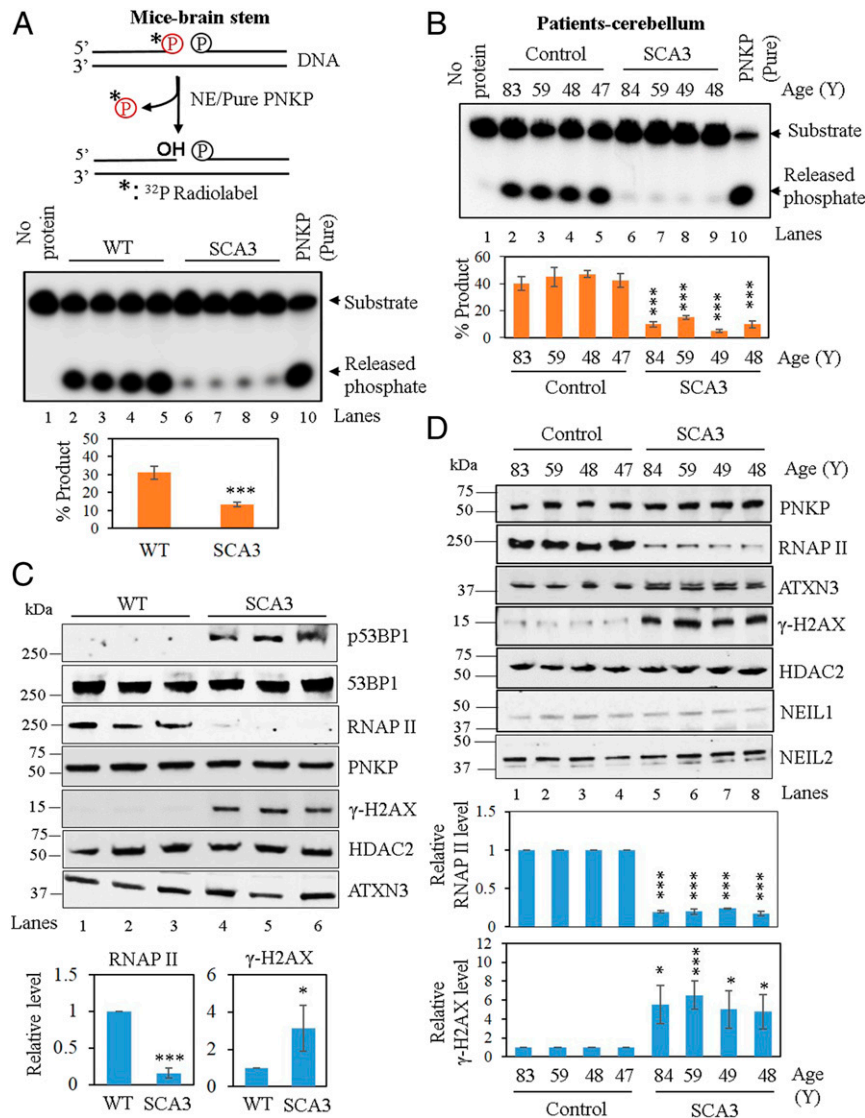 A
Mice-brain stem
* P P
5'
3'
DNA
* P
NE/Pure PNKP
OH P
5'
3'
*: ³²P Radiolabel
No protein
WT
SCA3
PNKP (Pure)
Substrate
Released phosphate
1 2 3 4 5 6 7 8 9 10 Lanes
% Product
50
40
30
20
10
0
***
WT SCA3
B
Patients-cerebellum
No protein
Control
SCA3
PNKP (Pure)
83 59 48 47 84 59 49 48 Age (Y)
Substrate
Released phosphate
1 2 3 4 5 6 7 8 9 10 Lanes
% Product
60
40
20
0
*** *** *** ***
83 59 48 47 84 59 49 48 Age (Y)
Control SCA3
C
kDa
WT
SCA3
250 p53BP1
250 53BP1
250 RNAP II
75
50
PNKP
15 γ-H2AX
75
50
HDAC2
37 ATXN3
Lanes 1 2 3 4 5 6
RNAP II
Relative level
1
0.5
0
***
WT SCA3
γ-H2AX
6
4
2
0
*
WT SCA3
D
Control
SCA3
kDa
83 59 48 47 84 59 49 48 Age (Y)
75
50
PNKP
250 RNAP II
37 ATXN3
15 γ-H2AX
75
50
HDAC2
50
37
NEIL1
50
37
NEIL2
1 2 3 4 5 6 7 8 Lanes
Relative
RNAP II level
1
0.5
0
*** *** *** ***
Relative
γ-H2AX level
12
10
8
6
4
2
0
* *** * *
83 59 48 47 84 59 49 48 Age
(Y)
Control SCA3